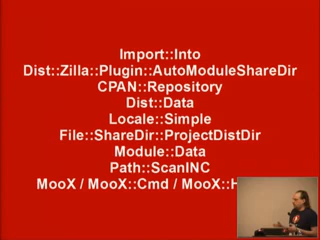 Import::Into
Dist::Zilla::Plugin::AutoModuleShareDir
CPAN::Repository
Dist::Data
Locale::Simple
File::ShareDir::ProjectDistDir
Module::Data
Path::ScanINC
MooX / MooX::Cmd /